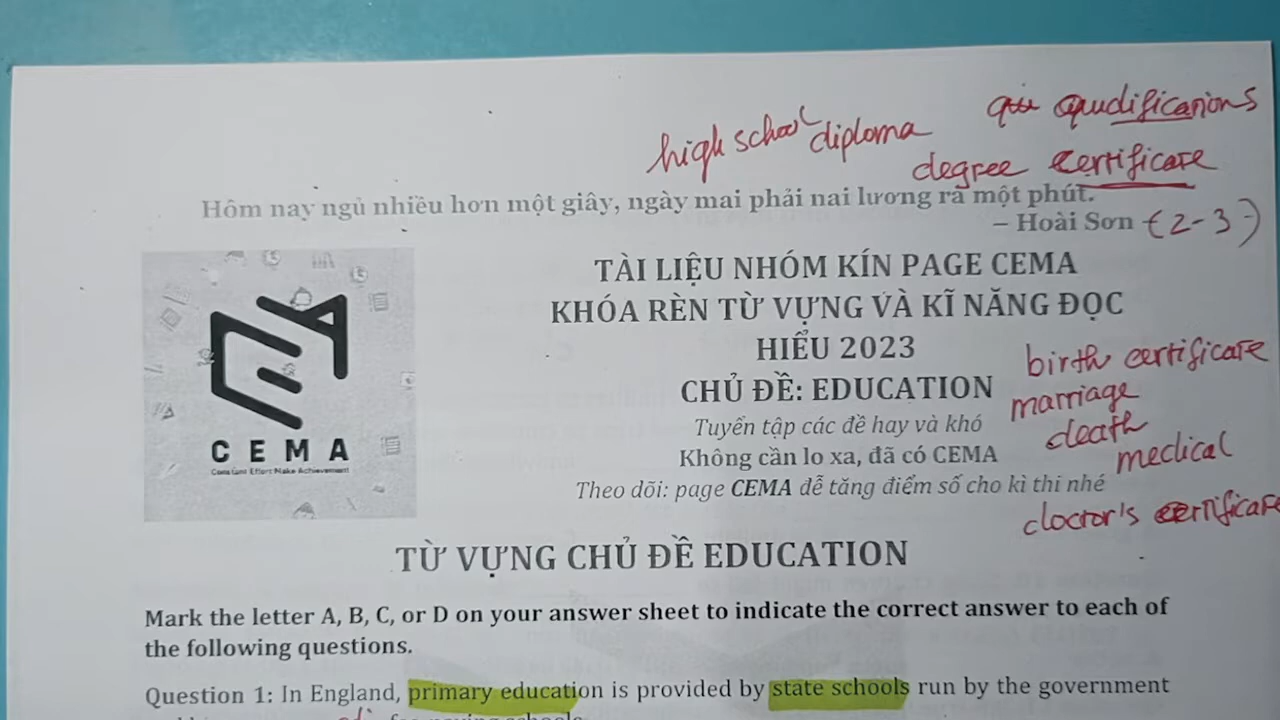 high school diploma qualifications
degree certificate
Hôm nay ngủ nhiều hơn một giây, ngày mai phải nai lương ra một phút.
– Hoài Sơn (2-3)
TÀI LIỆU NHÓM KÍN PAGE CEMA
KHÓA RÈN TỪ VỰNG VÀ KĨ NĂNG ĐỌC
HIỂU 2023
CHỦ ĐỀ: EDUCATION
birth certificate
marriage
death
medical
doctor's certificate
Tuyển tập các đề hay và khó
Không cần lo xa, đã có CEMA
Theo dõi: page CEMA để tăng điểm số cho kì thi nhé
CEMA
Constant Effort Make Achievement
TỪ VỰNG CHỦ ĐỀ EDUCATION
Mark the letter A, B, C, or D on your answer sheet to indicate the correct answer to each of
the following questions.
Question 1: In England, primary education is provided by state schools run by the government